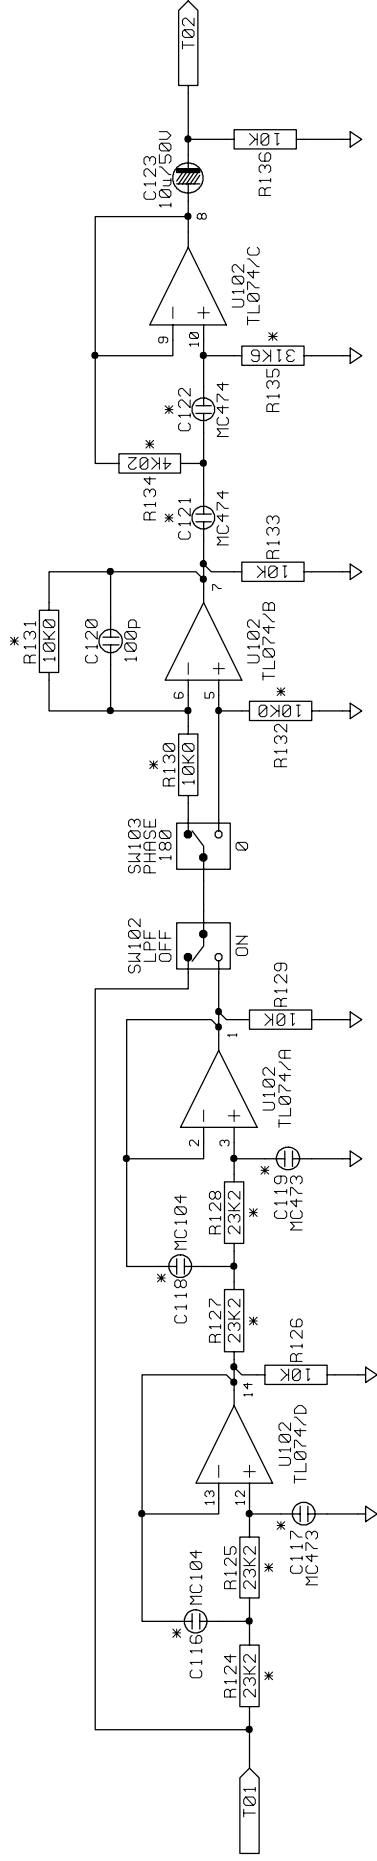 T01
R124
23K2
*
*
C116
MC104
R125
23K2
*
*
C117
MC473
13
12
14
U102
TL074/D
R126
10K
R127
23K2
*
*
C118
MC104
R128
23K2
*
*
C119
MC473
2
3
1
U102
TL074/A
R129
10K
SW102
LPF
OFF
ON
SW103
PHASE
180
0
*
R130
10K0
*
R131
10K0
C120
100p
6
5
7
U102
TL074/B
*
10K0
R132
R133
10K
*
C121
MC474
*
4K02
R134
*
C122
MC474
*
31K6
R135
9
10
8
U102
TL074/C
C123
10u/50V
10K
R136
T02